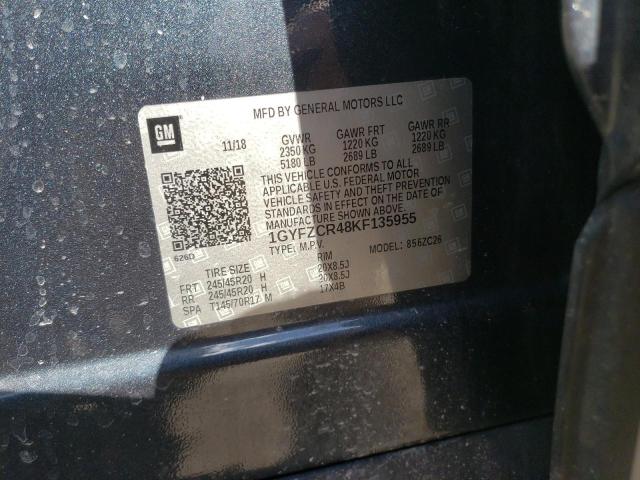 MFD BY GENERAL MOTORS LLC
GM
11/18 GVWR GAWR FRT GAWR RR
2350 KG 1220 KG 1220 KG
5180 LB 2689 LB 2689 LB
THIS VEHICLE CONFORMS TO ALL
APPLICABLE U.S. FEDERAL MOTOR
VEHICLE SAFETY AND THEFT PREVENTION
STANDARDS IN EFFECT ON THE DATE OF
MANUFACTURE SHOWN ABOVE.
1GYFZCR48KF135955
626D TYPE: M.P.V. MODEL: 856ZC26
TIRE SIZE RIM
FRT 245/45R20 H 20X8.5J
RR 245/45R20 H 20X8.5J
SPA T145/70R17 M 17X4B